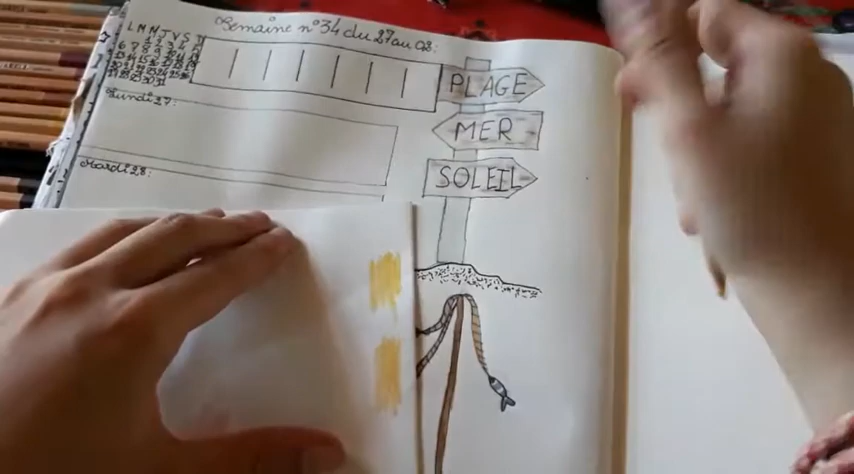 Semaine n°34 du 27 au 02:
L M M J V S
Lundi 27:
Mardi 28:
PLAGE
MER
SOLEIL